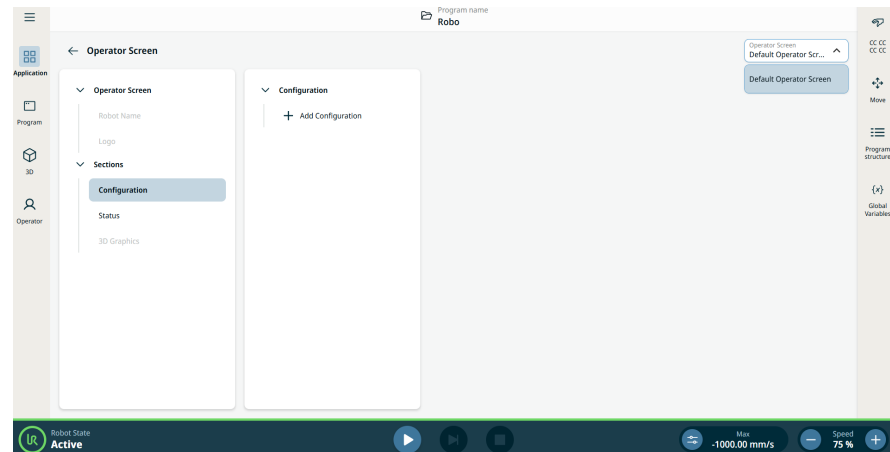 Program name
Robo
Operator Screen
Operator Screen
Default Operator Scr...
Default Operator Screen
CC CC
CC CC
Application
Program
3D
Operator
Operator Screen
Robot Name
Logo
Sections
Configuration
Status
3D Graphics
Configuration
Add Configuration
Move
Program
structure
{x}
Global
Variables
UR
Robot State
Active
Max
-1000.00 mm/s
Speed
75 %